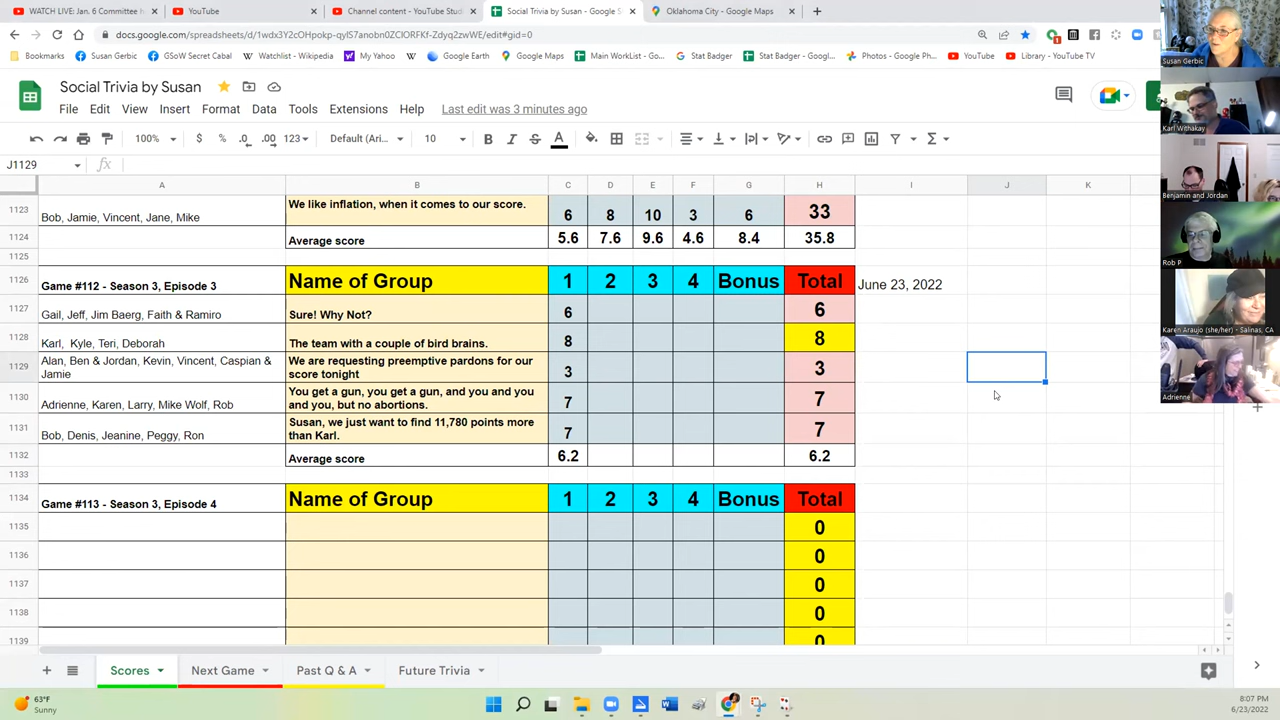 WATCH LIVE: Jan. 6 Committee h
YouTube
Channel content - YouTube Stud
Social Trivia by Susan - Google S
Oklahoma City - Google Maps
docs.google.com/spreadsheets/d/1wdx3Y2cOHpokp-qyIS7anobn0ZCIORFKf-Zdyq2zwWE/edit#gid=0
Bookmarks
Susan Gerbic
GSoW Secret Cabal
Watchlist - Wikipedia
My Yahoo
GoogleEarth
Google Maps
Main WorkList - Go...
Stat Badger
Stat Badger - Googl...
Photos - Google Ph...
YouTube
Library - YouTube
Social Trivia by Susan
File Edit View Insert Format Data Tools Extensions Help Last edit was 3 minutes ago
100% $ % .0 .00 123 Default (Ari... 10 B I S A
J1129 fx
A B C D E F G H I J K
1123 Bob, Jamie, Vincent, Jane, Mike We like inflation, when it comes to our score. 6 8 10 3 6 33
1124 Average score 5.6 7.6 9.6 4.6 8.4 35.8
1125
1126 Game #112 - Season 3, Episode 3 Name of Group 1 2 3 4 Bonus Total June 23, 2022
1127 Gail, Jeff, Jim Berg, Faith & Ramiro Sure! Why Not? 6 6
1128 Karl, Kyle, Teri, Deborah The team with a couple of bird brains. 8 8
1129 Alan, Ben & Jordan, Kevin, Vincent, Caspian &
Jamie
We are requesting preemptive pardons for our
score tonight
3 3
1130 Adrienne, Karen, Larry, Mike Wolf, Rob
You get a gun, you get a gun, and you and you
and you, but no abortions.
7 7
1131 Bob, Denis, Jeanine, Peggy, Ron
Susan, we just want to find 11,780 points more
than Karl.
7 7
1132 Average score 6.2 6.2
1133
1134 Game #113 - Season 3, Episode 4 Name of Group 1 2 3 4 Bonus Total
1135 0
1136 0
1137 0
1138 0
1139 0
Scores Next Game Past Q & A Future Trivia
63°F
Sunny
8:07 PM
6/23/2022
Susan Gerbic
Karl Withakay
Benjamin and Jordan
Rob P
Karen Araujo (she/her) - Salinas, CA
Adrienne